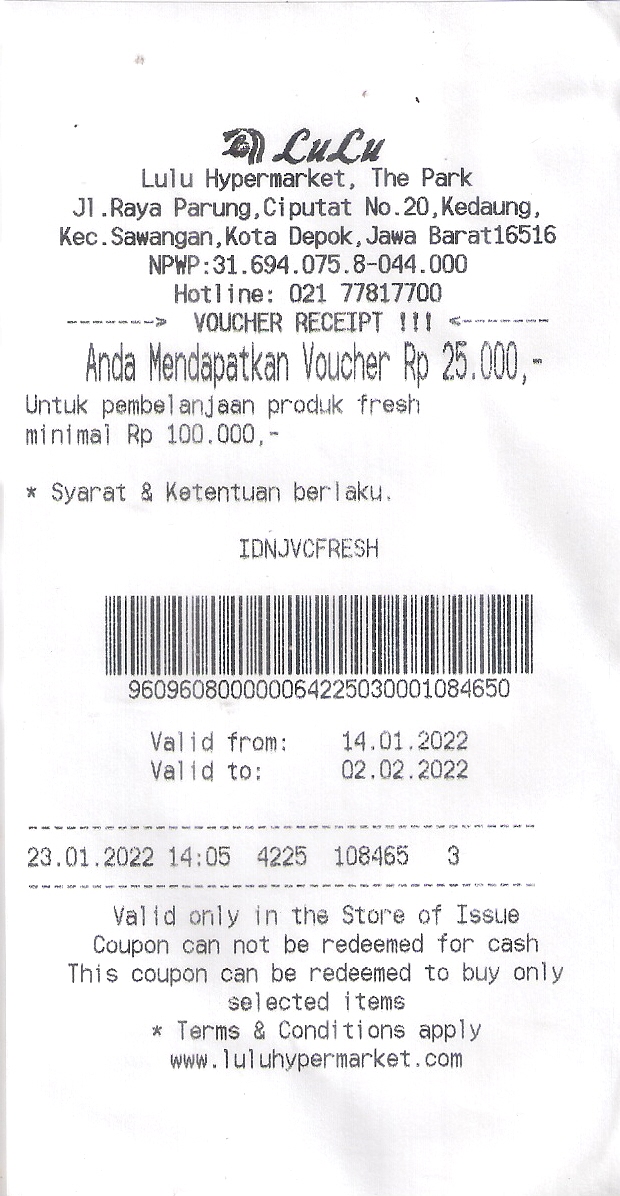 LuLu
Lulu Hypermarket, The Park
Jl.Raya Parung,Ciputat No.20,Kedaung,
Kec.Sawangan,Kota Depok,Jawa Barat16516
NPWP:31.694.075.8-044.000
Hotline: 021 77817700
------> VOUCHER RECEIPT !!! <------
Anda Mendapatkan Voucher Rp 25.000,-
Untuk pembelanjaan produk fresh
minimal Rp 100.000,-
* Syarat & Ketentuan berlaku.
IDNJVCFRESH
960960800000064225030001084650
Valid from: 14.01.2022
Valid to: 02.02.2022
23.01.2022 14:05 4225 108465 3
Valid only in the Store of Issue
Coupon can not be redeemed for cash
This coupon can be redeemed to buy only
selected items
* Terms & Conditions apply
www.luluhypermarket.com